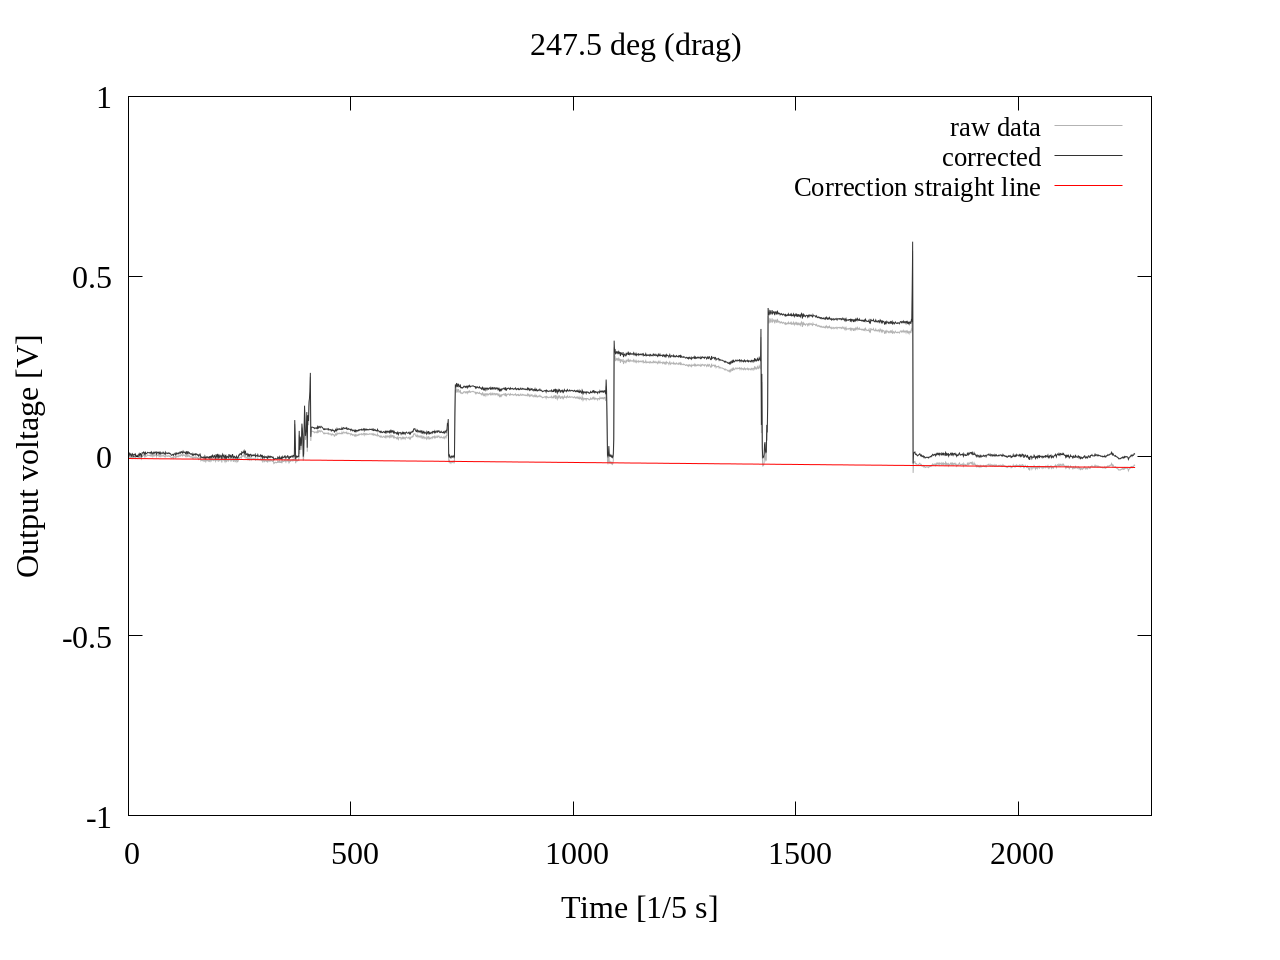 247.5 deg (drag)
raw data
corrected
Correction straight line
1
0.5
0
-0.5
-1
Output voltage [V]
0 500 1000 1500 2000
Time [1/5 s]